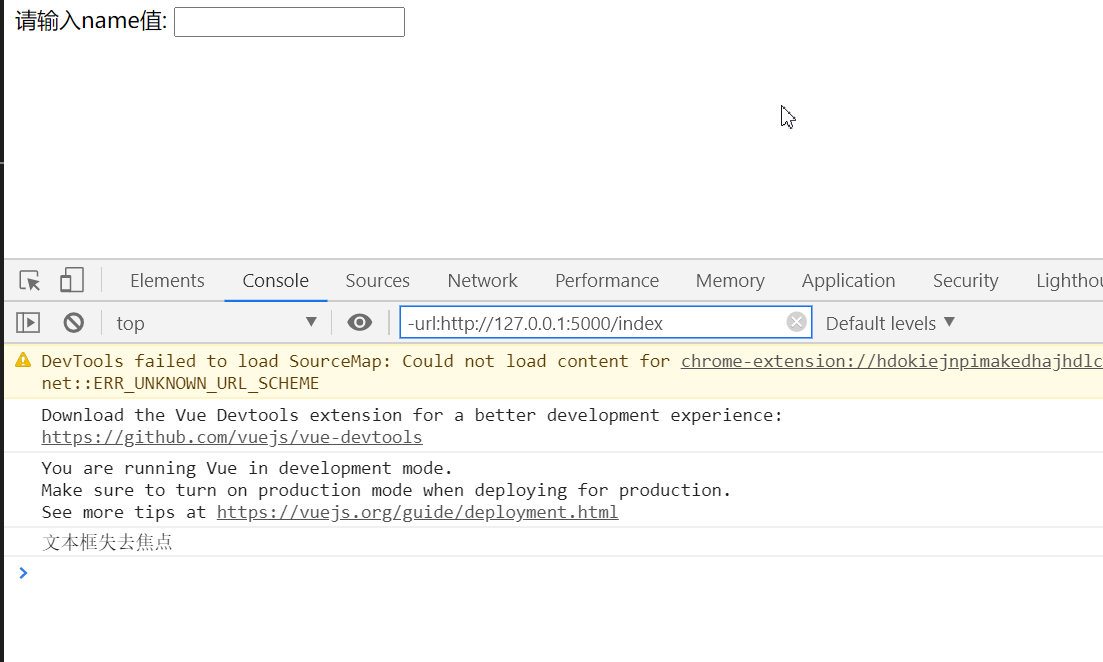 请输入name值:
Elements Console Sources Network Performance Memory Application Security Lighthou
top -url:http://127.0.0.1:5000/index Default levels
DevTools failed to load SourceMap: Could not load content for chrome-extension://hdokiejnpimakedhajhdlc
net::ERR_UNKNOWN_URL_SCHEME
Download the Vue Devtools extension for a better development experience:
https://github.com/vuejs/vue-devtools
You are running Vue in development mode.
Make sure to turn on production mode when deploying for production.
See more tips at https://vuejs.org/guide/deployment.html
文本框失去焦点